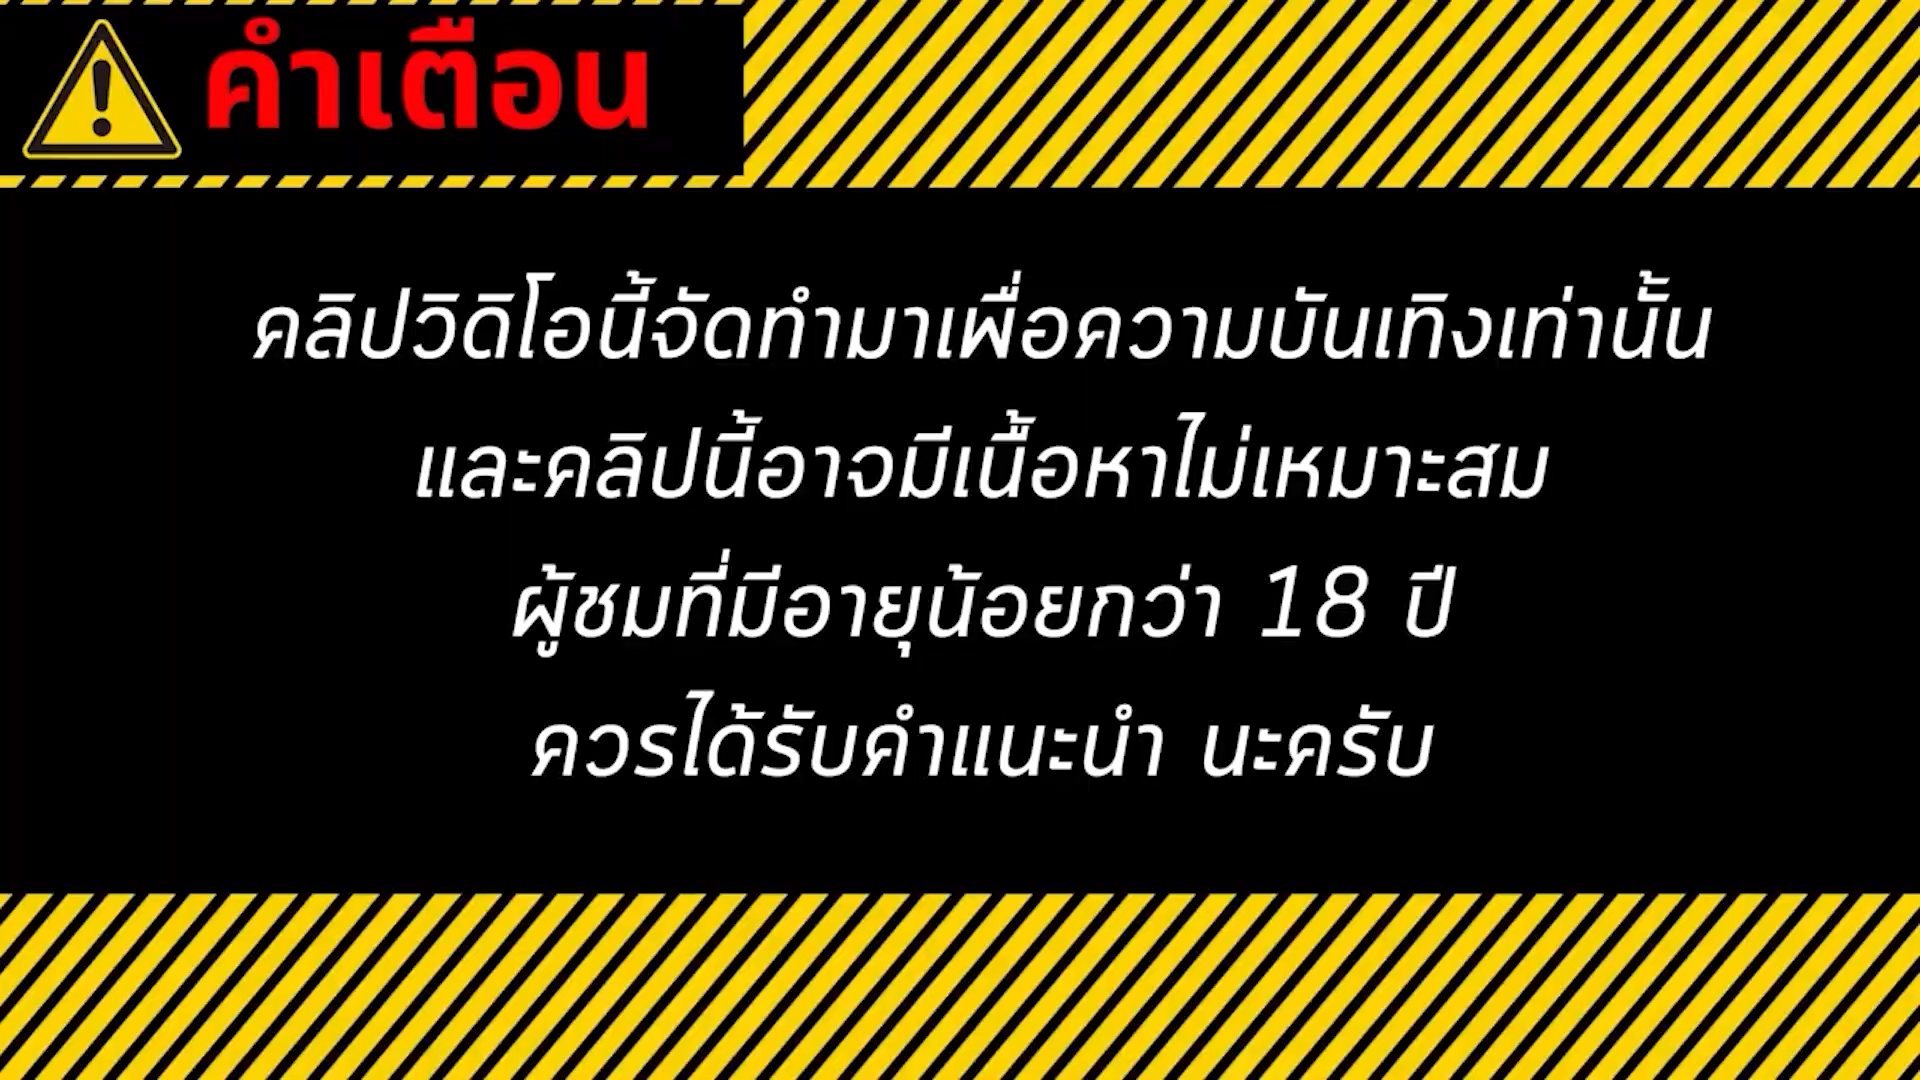 คำเตือน
คลิปวิดิโอนี้จัดทำมาเพื่อความบันเทิงเท่านั้น
และคลิปนี้อาจมีเนื้อหาไม่เหมาะสม
ผู้ชมที่มีอายุน้อยกว่า 18 ปี
ควรได้รับคำแนะนำ นะครับ